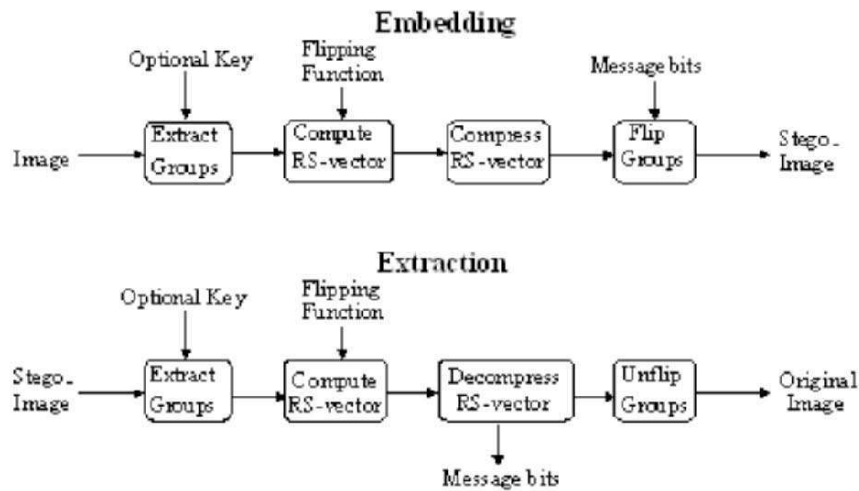 Embedding
Optional Key
Flipping
Function
Message bits
Image
Extract
Groups
Compute
RS-vector
Compress
RS-vector
Flip
Groups
Stego-
Image
Extraction
Optional Key
Flipping
Function
Stego-
Image
Extract
Groups
Compute
RS-vector
Decompress
RS-vector
Unflip
Groups
Original
Image
Message bits